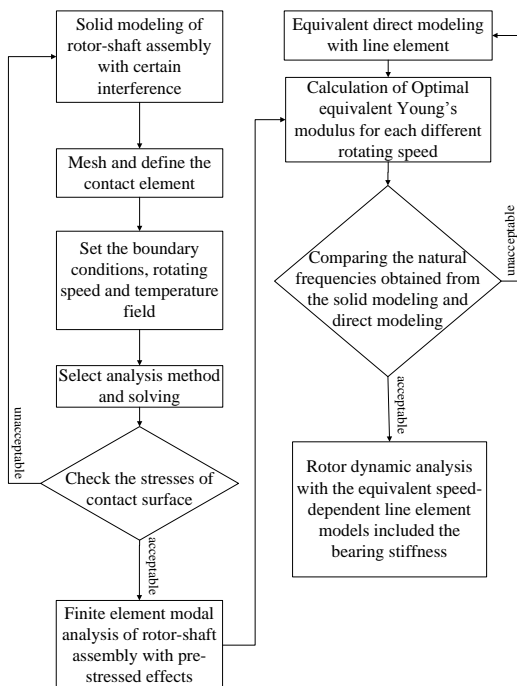 Solid modeling of
rotor-shaft assembly
with certain
interference
Mesh and define the
contact element
Set the boundary
conditions, rotating
speed and temperature
field
Select analysis method
and solving
unacceptable
Check the stresses of
contact surface
acceptable
Finite element modal
analysis of rotor-shaft
assembly with pre-
stressed effects
Equivalent direct modeling
with line element
Calculation of Optimal
equivalent Young's
modulus for each different
rotating speed
Comparing the natural
frequencies obtained from
the solid modeling and
direct modeling
unacceptable
acceptable
Rotor dynamic analysis
with the equivalent speed-
dependent line element
models included the
bearing stiffness